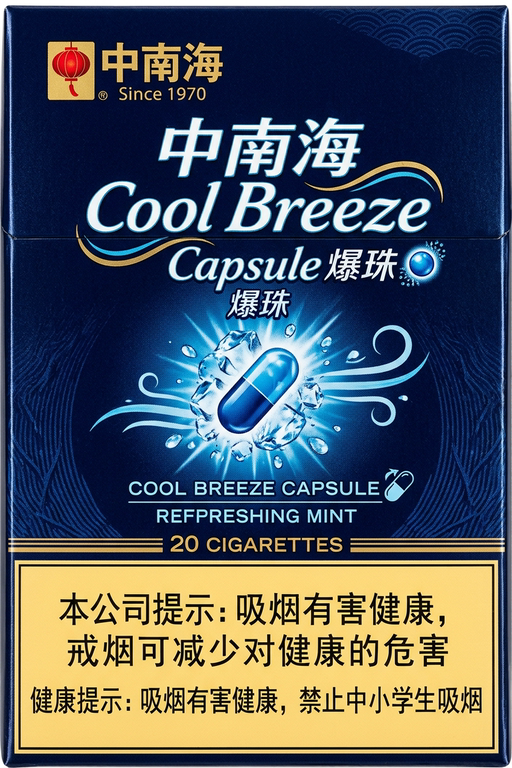 中南海
® Since 1970
中南海
Cool Breeze
Capsule 爆珠
爆珠
COOL BREEZE CAPSULE
REFPRESHING MINT
20 CIGARETTES
本公司提示：吸烟有害健康，
戒烟可减少对健康的危害
健康提示：吸烟有害健康，禁止中小学生吸烟